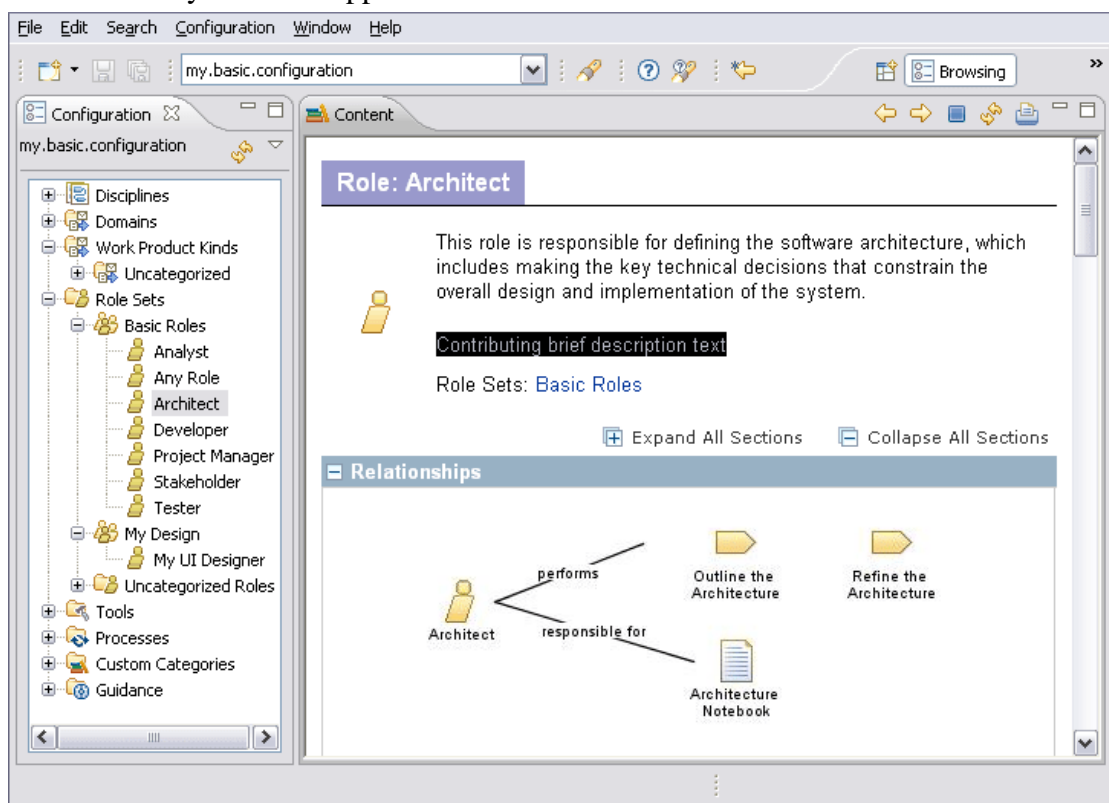 File Edit Search Configuration Window Help
my.basic.configuration
Browsing
»
Configuration
my.basic.configuration
Disciplines
Domains
Work Product Kinds
Uncategorized
Role Sets
Basic Roles
Analyst
Any Role
Architect
Developer
Project Manager
Stakeholder
Tester
My Design
My UI Designer
Uncategorized Roles
Tools
Processes
Custom Categories
Guidance
Content
Role: Architect
This role is responsible for defining the software architecture, which
includes making the key technical decisions that constrain the
overall design and implementation of the system.
Contributing brief description text
Role Sets: Basic Roles
Expand All Sections Collapse All Sections
Relationships
performs
responsible for
Architect
Outline the
Architecture
Refine the
Architecture
Architecture
Notebook